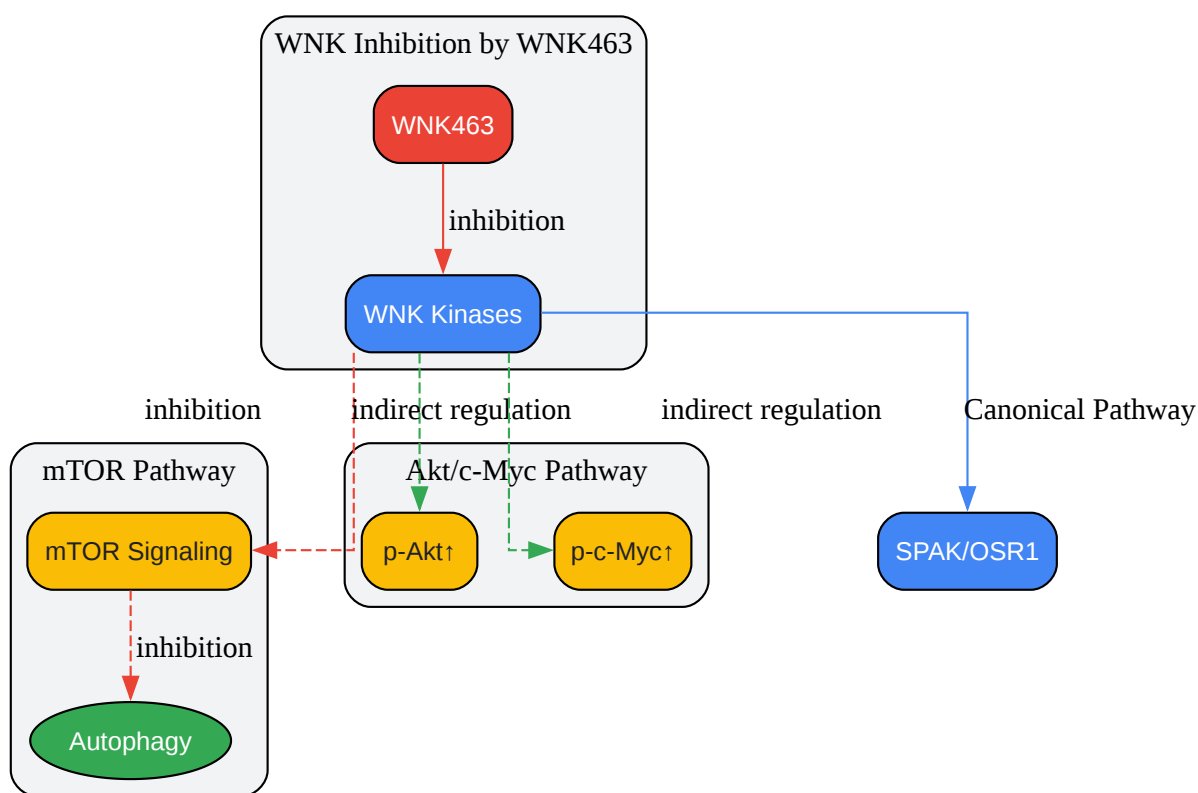 WNK Inhibition by WNK463
WNK463
inhibition
WNK Kinases
inhibition
indirect regulation
indirect regulation
Canonical Pathway
mTOR Pathway
Akt/c-Myc Pathway
mTOR Signaling
p-Akt↑
p-c-Myc↑
SPAK/OSR1
inhibition
Autophagy